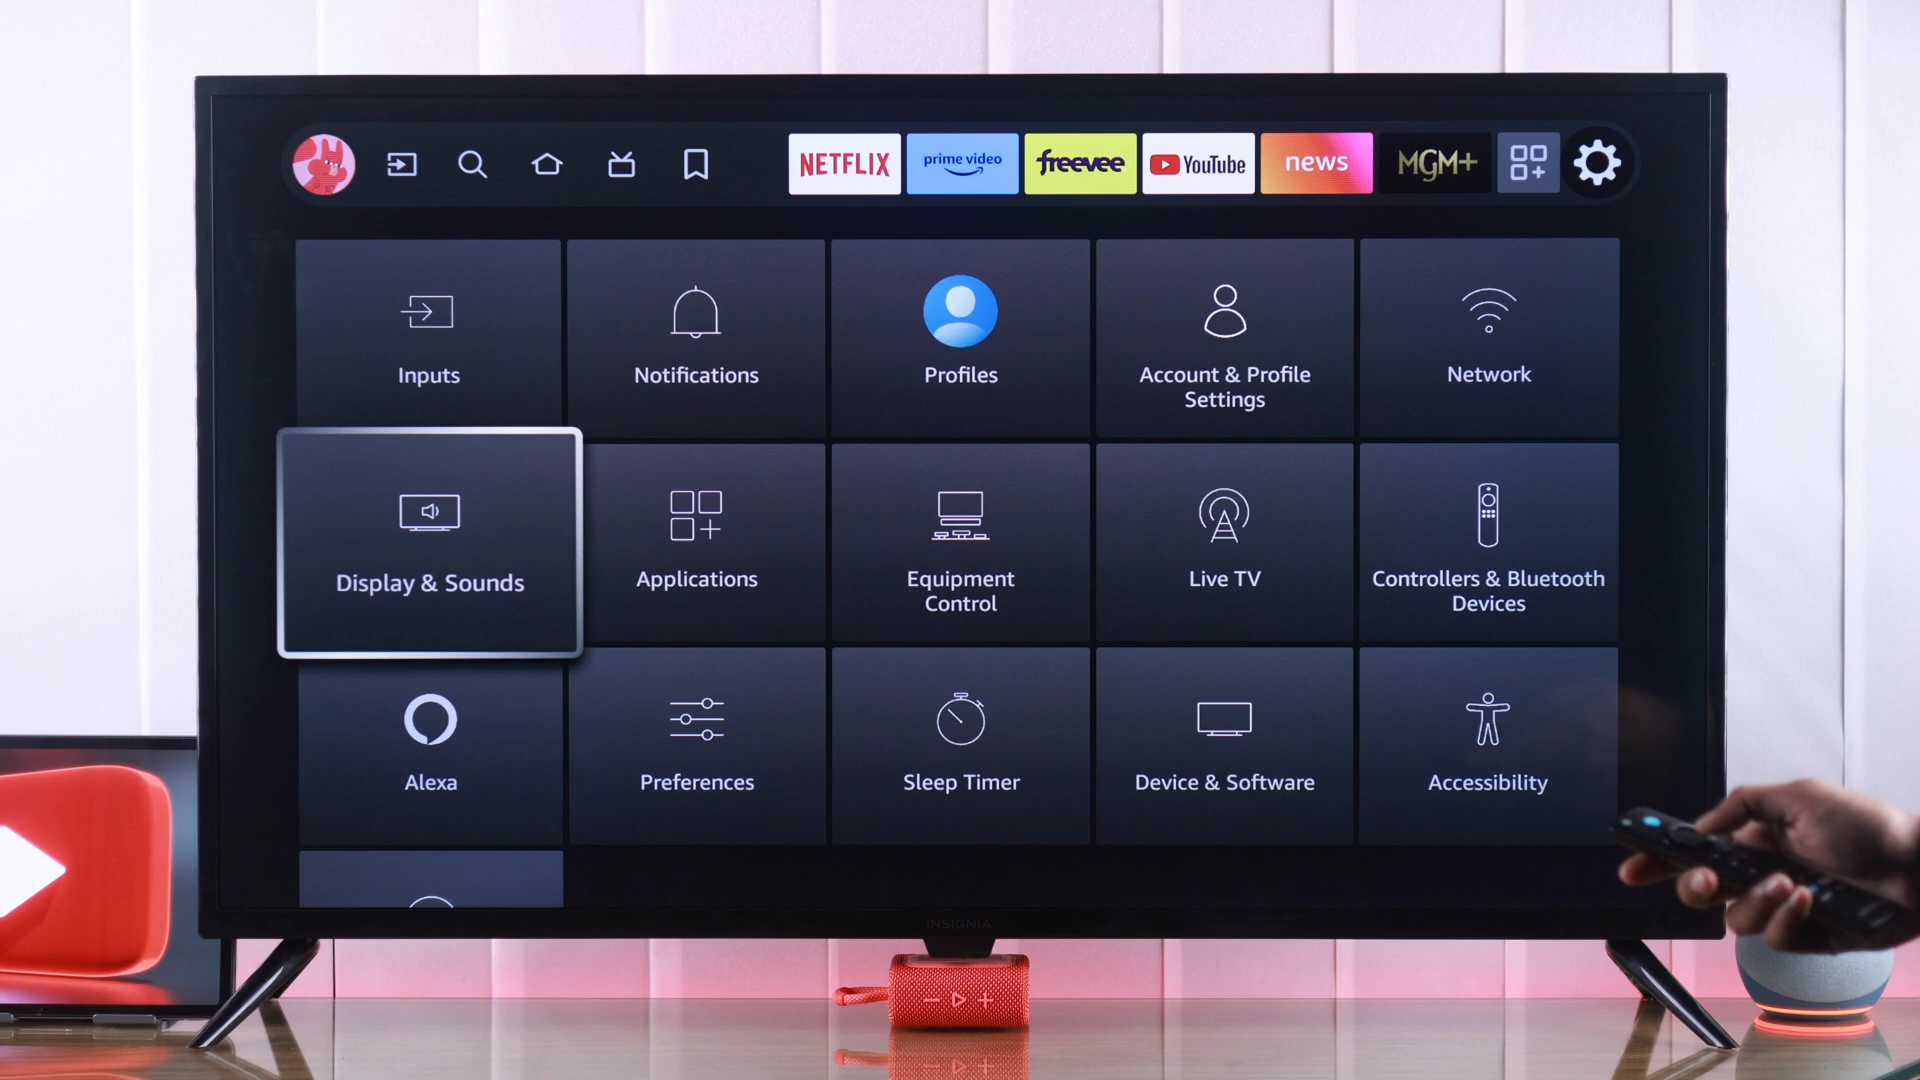 NETFLIX
prime video
freevee
YouTube
news
MGM+
Inputs
Notifications
Profiles
Account & Profile
Settings
Network
Display & Sounds
Applications
Equipment
Control
Live TV
Controllers & Bluetooth
Devices
Alexa
Preferences
Sleep Timer
Device & Software
Accessibility
INSIGNIA